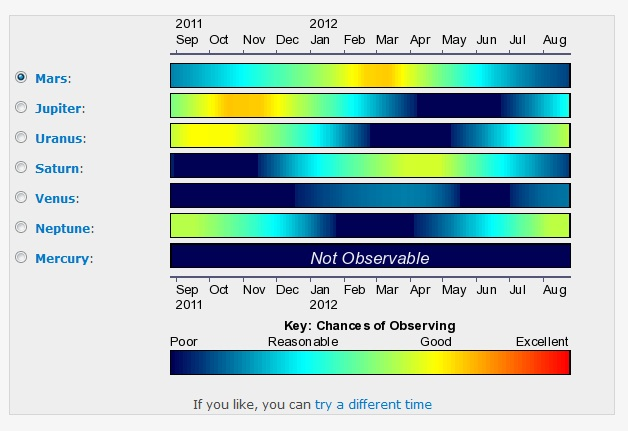 2011 2012
Sep Oct Nov Dec Jan Feb Mar Apr May Jun Jul Aug
Mars:
Jupiter:
Uranus:
Saturn:
Venus:
Neptune:
Mercury: Not Observable
Sep Oct Nov Dec Jan Feb Mar Apr May Jun Jul Aug
2011 2012
Key: Chances of Observing
Poor Reasonable Good Excellent
If you like, you can try a different time